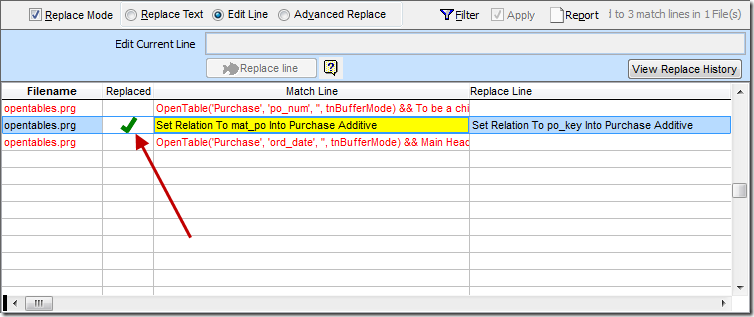 Replace Mode Replace Text Edit Line Advanced Replace Filter Apply Report to 3 match lines in 1 File(s)
Edit Current Line
Replace line ? View Replace History
Filename Replaced Match Line Replace Line
opentables.prg OpenTable('Purchase', 'po_num', '', tnBufferMode) && To be a chi
opentables.prg Set Relation To mat_po Into Purchase Additive Set Relation To po_key Into Purchase Additive
opentables.prg OpenTable('Purchase', 'ord_date', '', tnBufferMode) && Main Head